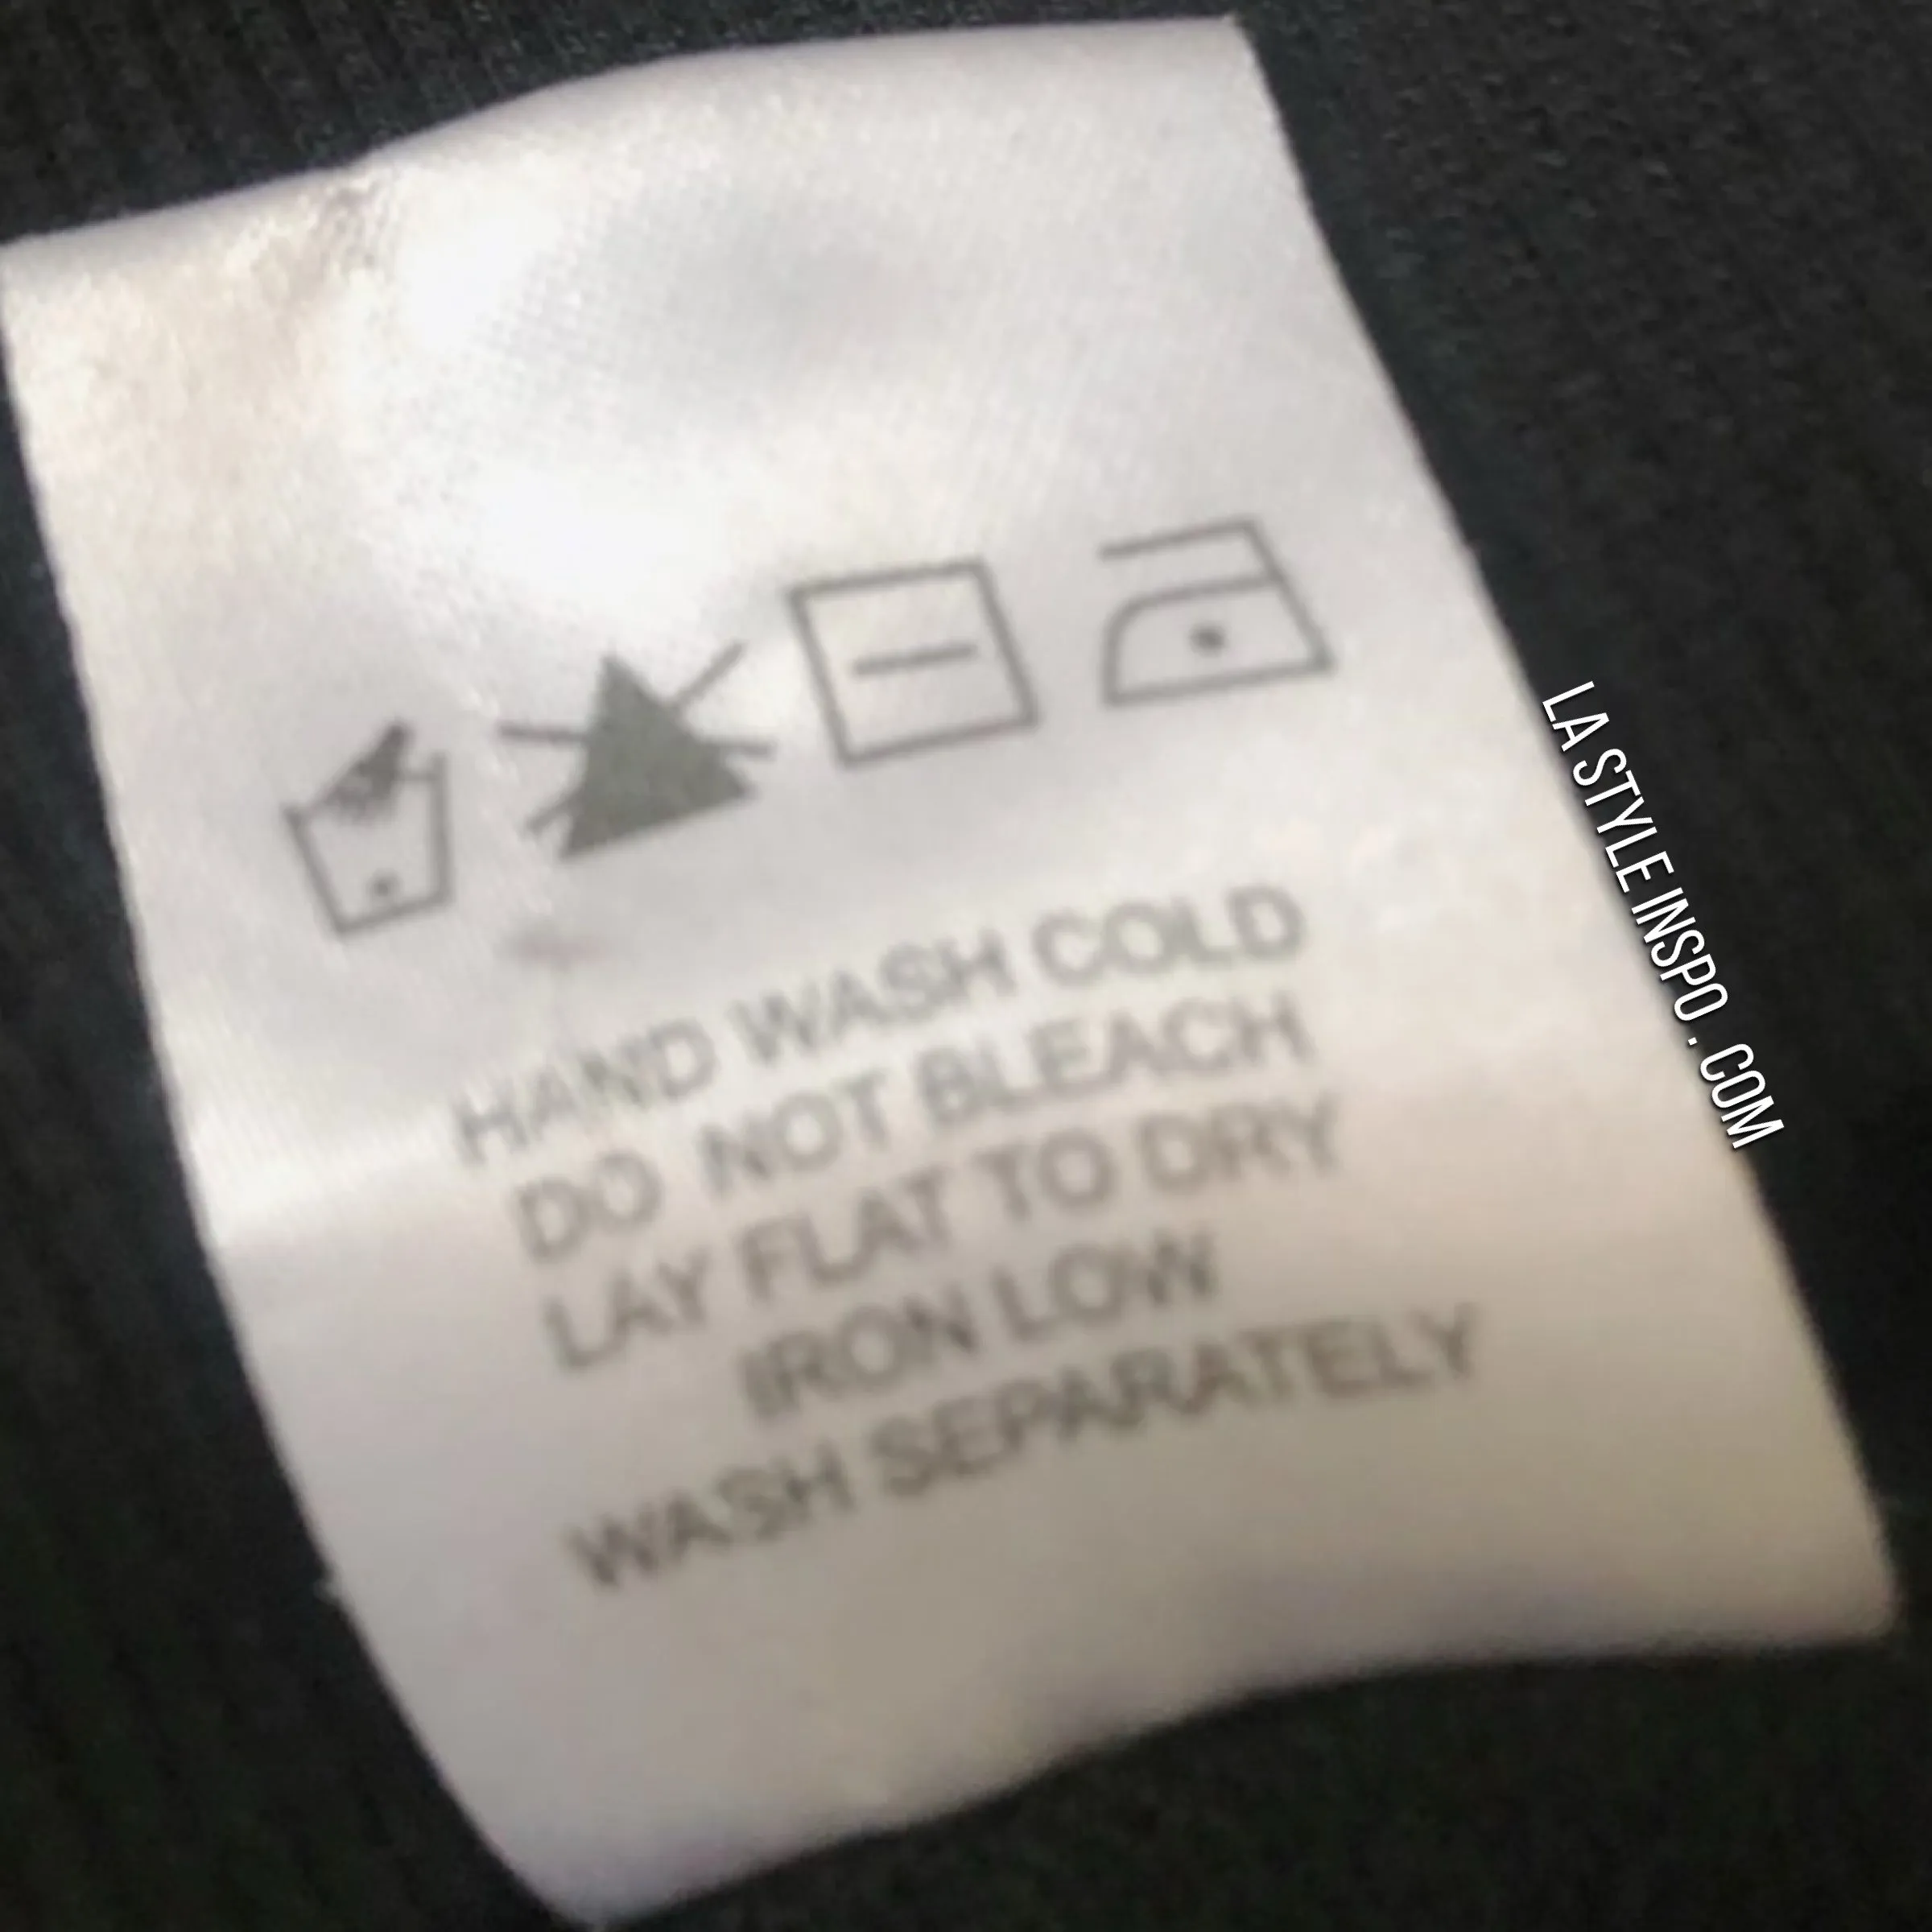 HAND WASH COLD
DO NOT BLEACH
LAY FLAT TO DRY
IRON LOW
WASH SEPARATELY
LA STYLE INSPO . COM